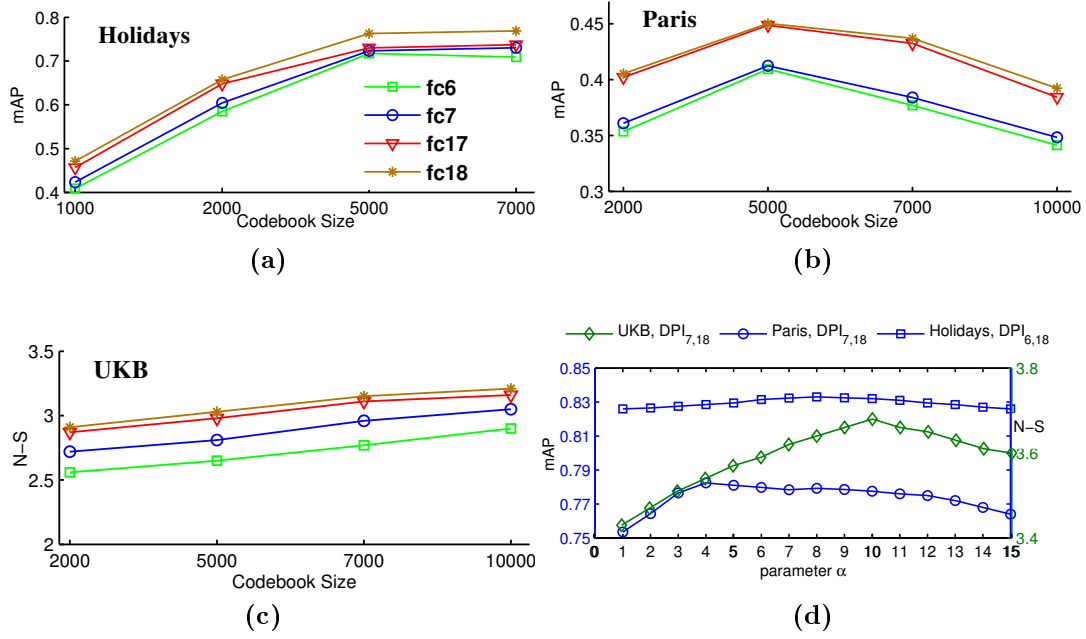 Holidays
0.8
0.7
0.6
0.5
0.4
mAP
fc6
fc7
fc17
fc18
1000 2000 5000 7000
Codebook Size
(a)
Paris
0.45
0.4
0.35
0.3
mAP
2000 5000 7000 10000
Codebook Size
(b)
UKB
3.5
3
2.5
2
N-S
2000 5000 7000 10000
Codebook Size
(c)
UKB, DPI7,18 Paris, DPI7,18 Holidays, DPI6,18
0.85
0.83
0.81
0.79
0.77
0.75
mAP
3.8
N-S
3.6
3.4
0 1 2 3 4 5 6 7 8 9 10 11 12 13 14 15
parameter α
(d)